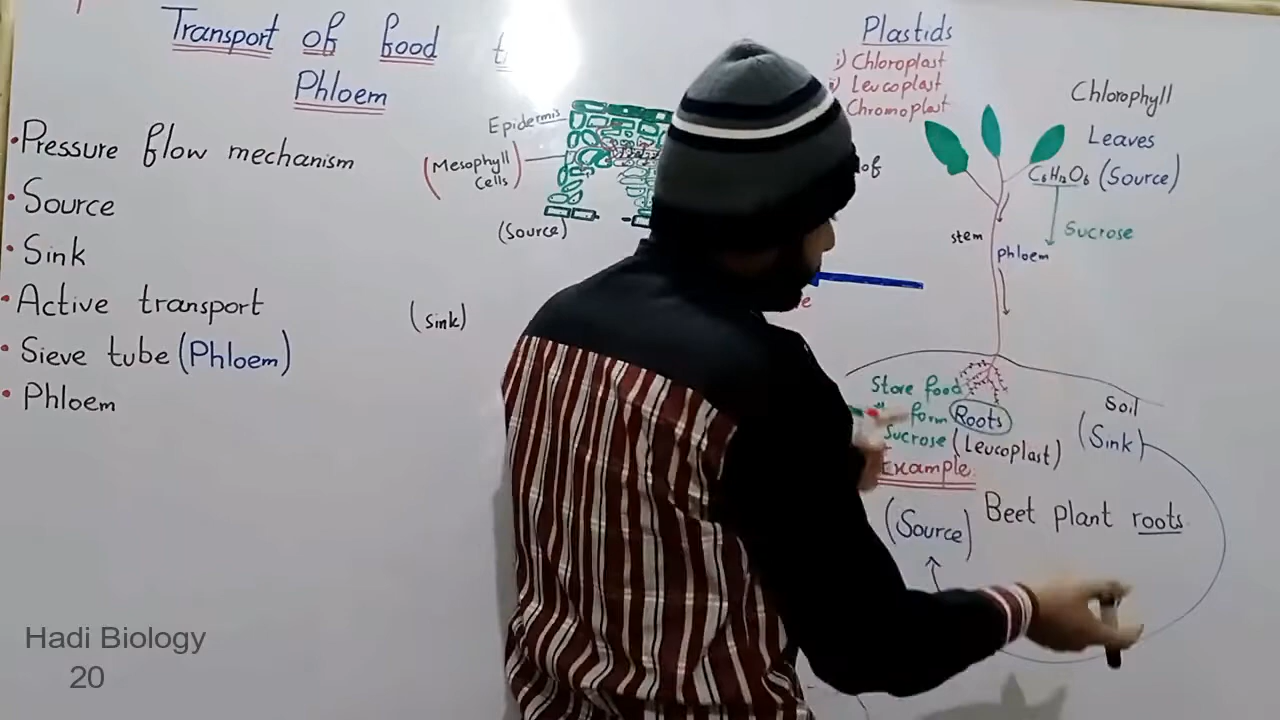 Transport of food
Phloem
•Pressure flow mechanism
•Source
•Sink
•Active transport
•Sieve tube (Phloem)
•Phloem
Epidermis
(Mesophyll
Cells)
(Source)
(Sink)
Plastids
i) Chloroplast
Leucoplast
Chromoplast
of
Chlorophyll
Leaves
C6H12O6 (Source)
Sucrose
stem
phloem
Store food
form
Sucrose
Roots
(Leucoplast)
Soil
(Sink)
Example
(Source)
Beet plant roots
Hadi Biology
20